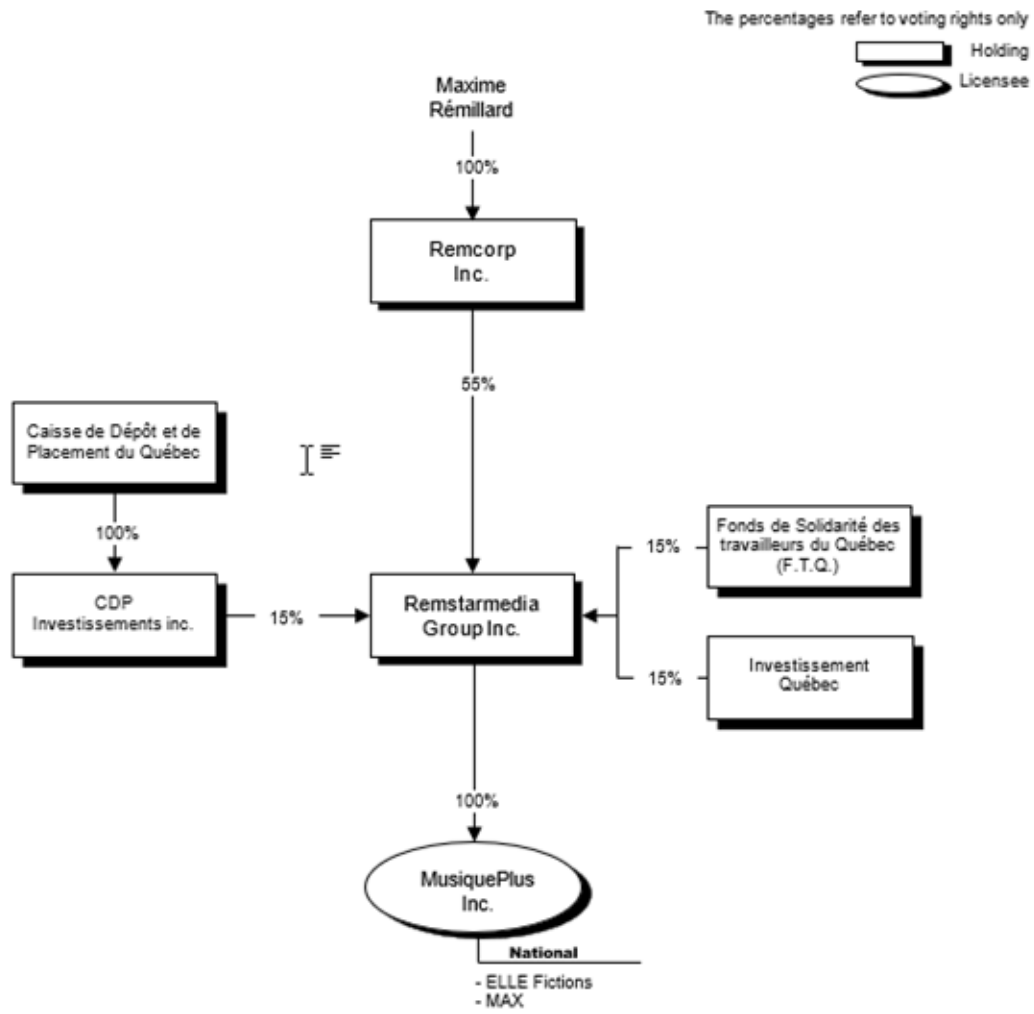 The percentages refer to voting rights only
Holding
Licensee
Maxime
Rémillard
100%
Remcorp
Inc.
55%
Caisse de Dépôt et de
Placement du Québec
100%
CDP
Investissements inc.
15%
Remstarmedia
Group Inc.
15%
Fonds de Solidarité des
travailleurs du Québec
(F.T.Q.)
15%
Investissement
Québec
100%
MusiquePlus
Inc.
National
- ELLE Fictions
- MAX